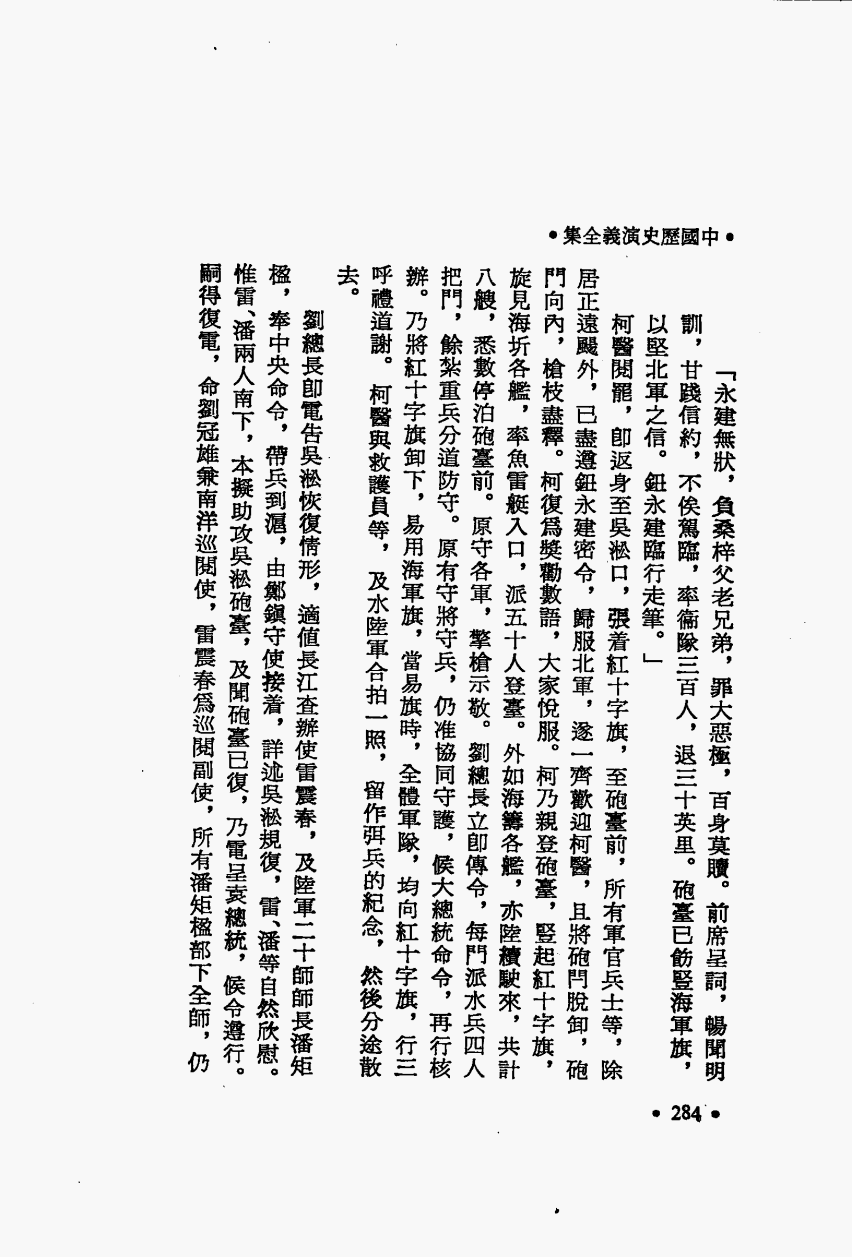 •中國歷史演義全集•
「永建無狀，負桑梓父老兄弟，罪大惡極，百身莫贖。前席呈詞，暢聞明
訓，甘踐信約，不俟駕臨，率衞隊三百人，退三十英里。砲臺已飭豎海軍旗，
以堅北軍之信。鈕永建臨行走筆。」
柯醫閱罷，卽返身至吳淞口，張着紅十字旗，至砲臺前，所有軍官兵士等，除
居正遠颺外，已盡遵鈕永建密令，歸服北軍，遂一齊歡迎柯醫，且將砲閂脫卸，砲
門向內，槍枝盡釋。柯復爲獎勸數語，大家悅服。柯乃親登砲臺，豎起紅十字旗，
旋見海圻各艦，率魚雷艇入口，派五十人登臺。外如海籌各艦，亦陸續駛來，共計
八艘，悉數停泊砲臺前。原守各軍，擎槍示敬。劉總長立卽傳令，每門派水兵四人
把門，餘紮重兵分道防守。原有守將守兵，仍准協同守護，候大總統命令，再行核
辦。乃將紅十字旗卸下，易用海軍旗，當易旗時，全體軍隊，均向紅十字旗，行三
呼禮道謝。柯醫與救護員等，及水陸軍合拍一照，留作弭兵的紀念，然後分途散
去。
劉總長卽電告吳淞恢復情形，適值長江查辦使雷震春，及陸軍二十師師長潘矩
楹，奉中央命令，帶兵到滬，由鄭鎭守使接着，詳述吳淞規復，雷、潘等自然欣慰。
惟雷、潘兩人南下，本擬助攻吳淞砲臺，及聞砲臺已復，乃電呈袁總統，候令遵行。
嗣得復電，命劉冠雄兼南洋巡閱使，雷震春爲巡閱副使，所有潘矩楹部下全師，仍
•284•